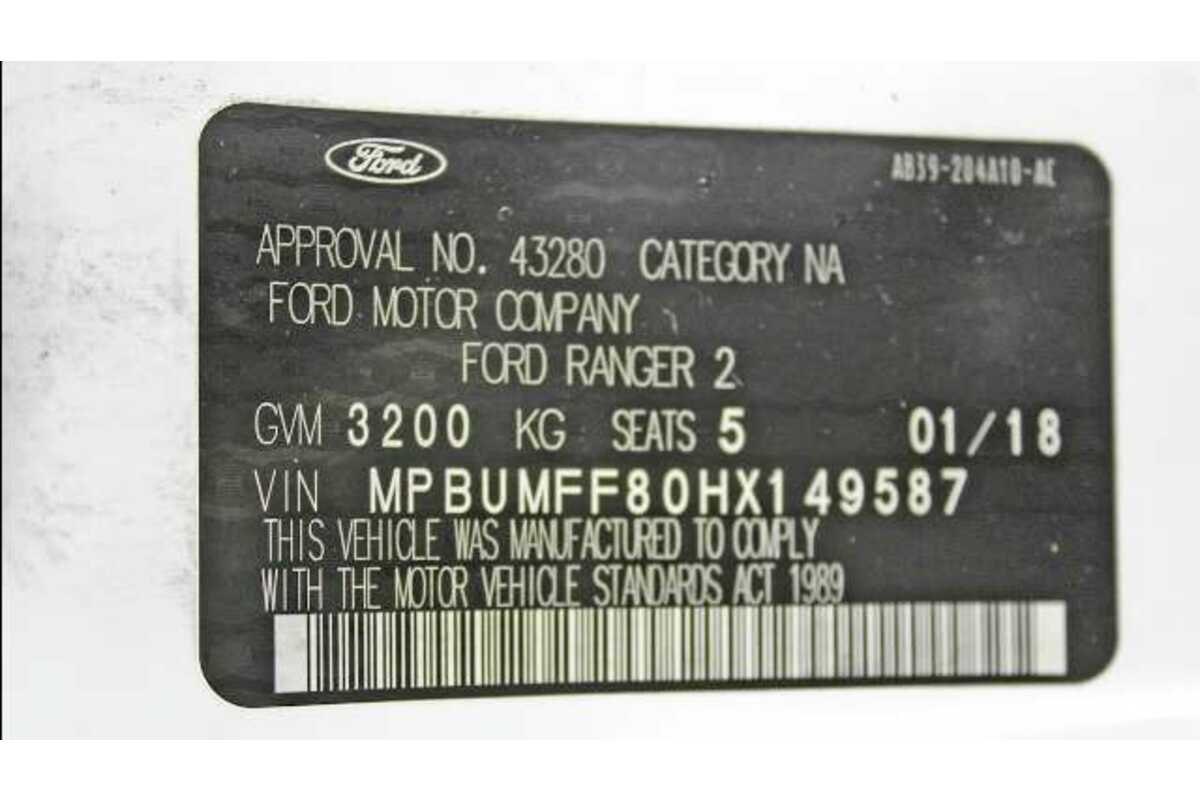 Ford
AB39-204A10-AE
APPROVAL NO. 43280 CATEGORY NA
FORD MOTOR COMPANY
FORD RANGER 2
GVM 3200 KG SEATS 5 01/18
VIN MPBUMFF80HX149587
THIS VEHICLE WAS MANUFACTURED TO COMPLY
WITH THE MOTOR VEHICLE STANDARDS ACT 1989